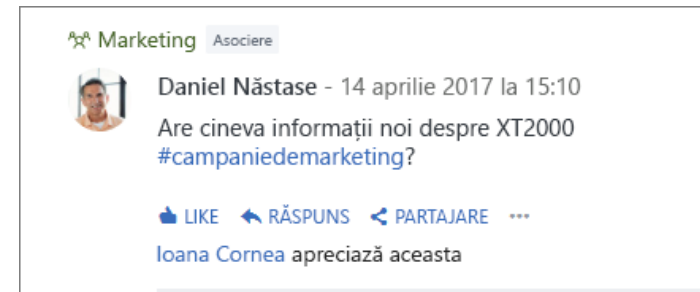 Marketing Asociere
Daniel Năstase - 14 aprilie 2017 la 15:10
Are cineva informații noi despre XT2000
#campaniedemarketing?
LIKE RĂSPUNS PARTAJARE
Ioana Cornea apreciază aceasta